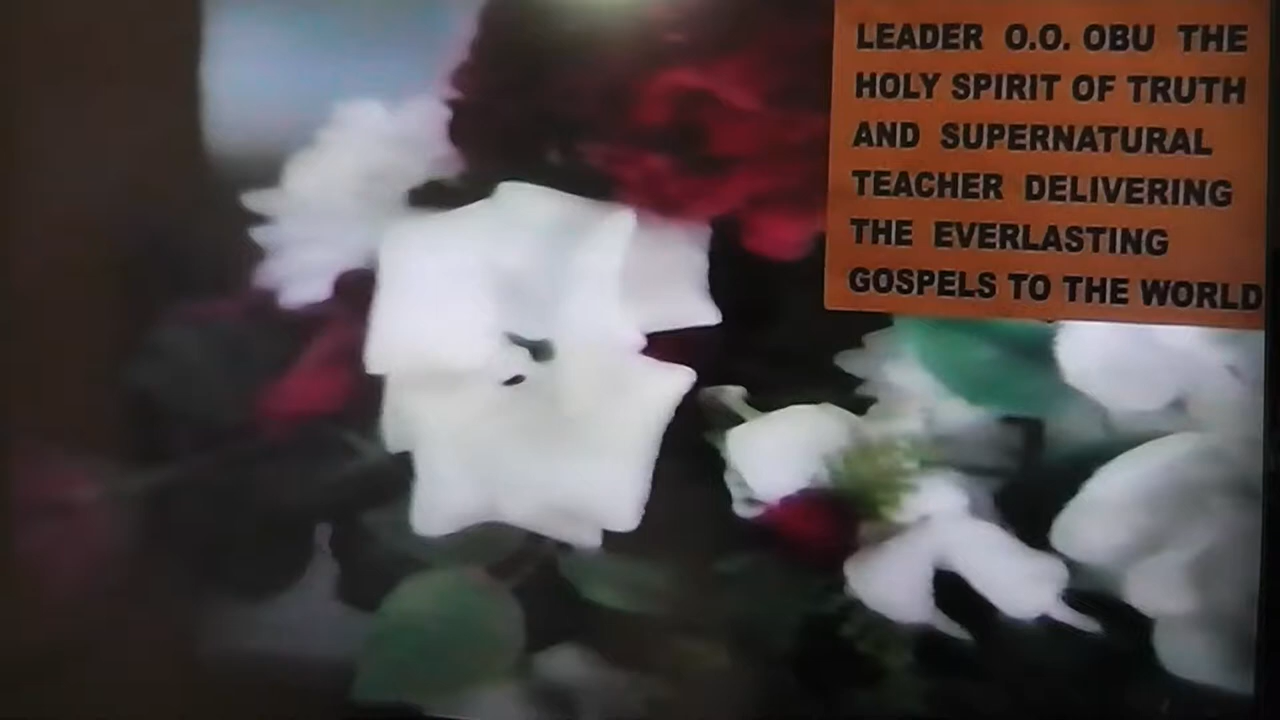 LEADER O.O. OBU THE
HOLY SPIRIT OF TRUTH
AND SUPERNATURAL
TEACHER DELIVERING
THE EVERLASTING
GOSPELS TO THE WORLD